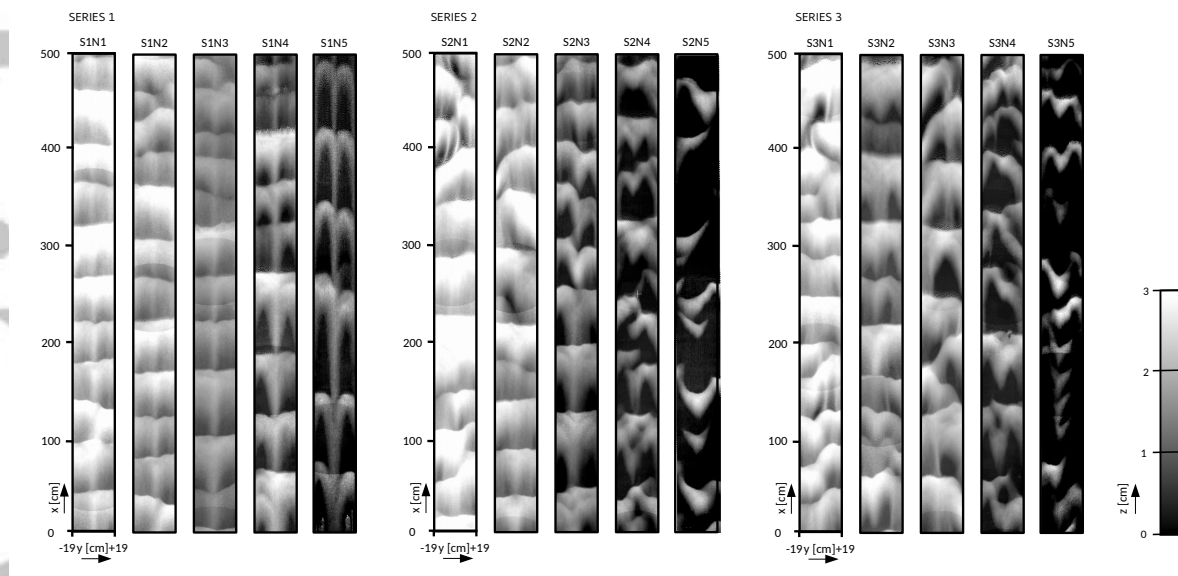 SERIES 1
SERIES 2
SERIES 3
S1N1 S1N2 S1N3 S1N4 S1N5
S2N1 S2N2 S2N3 S2N4 S2N5
S3N1 S3N2 S3N3 S3N4 S3N5
500
400
300
200
100
0
x [cm]
-19 y [cm] +19
500
400
300
200
100
0
x [cm]
-19 y [cm] +19
500
400
300
200
100
0
x [cm]
-19 y [cm] +19
3
2
1
0
z [cm]